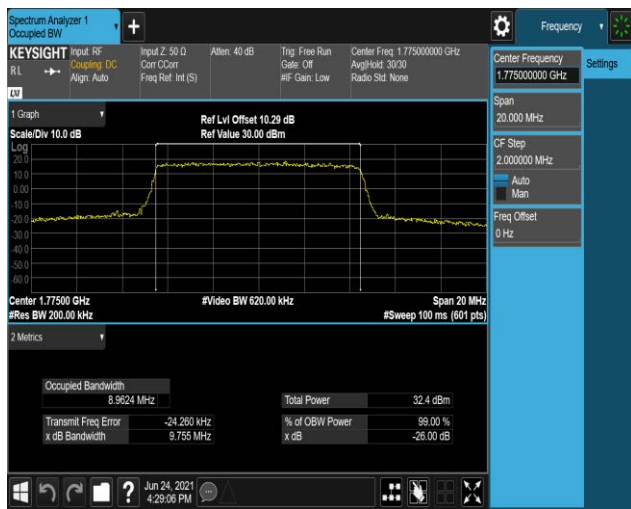 Spectrum Analyzer 1
Occupied BW
+
Frequency
KEYSIGHT
RL
LXI
Input: RF
Coupling: DC
Align: Auto
Input Z: 50 Ω
Corr CCorr
Freq Ref: Int (S)
Atten: 40 dB
Trig: Free Run
Gate: Off
#IF Gain: Low
Center Freq: 1.775000000 GHz
Avg|Hold: 30/30
Radio Std: None
Center Frequency
1.775000000 GHz
Settings
Span
20.000 MHz
CF Step
2.000000 MHz
Auto
Man
Freq Offset
0 Hz
1 Graph
Scale/Div 10.0 dB
Ref Lvl Offset 10.29 dB
Ref Value 30.00 dBm
Log
20.0
10.0
0.00
-10.0
-20.0
-30.0
-40.0
-50.0
-60.0
Center 1.77500 GHz
#Res BW 200.00 kHz
#Video BW 620.00 kHz
Span 20 MHz
#Sweep 100 ms (601 pts)
2 Metrics
Occupied Bandwidth
8.9624 MHz
Total Power 32.4 dBm
Transmit Freq Error -24.260 kHz
% of OBW Power 99.00 %
x dB Bandwidth 9.755 MHz
x dB -26.00 dB
?
Jun 24, 2021
4:29:06 PM